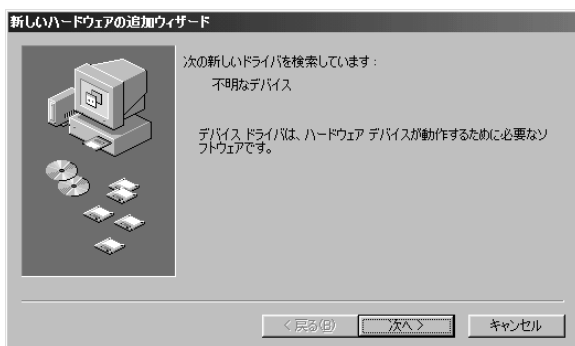 新しいハードウェアの追加ウィザード
次の新しいドライバを検索しています：
不明なデバイス
デバイス ドライバは、ハードウェア デバイスが動作するために必要なソ
フトウェアです。
< 戻る(B)
次へ >
キャンセル